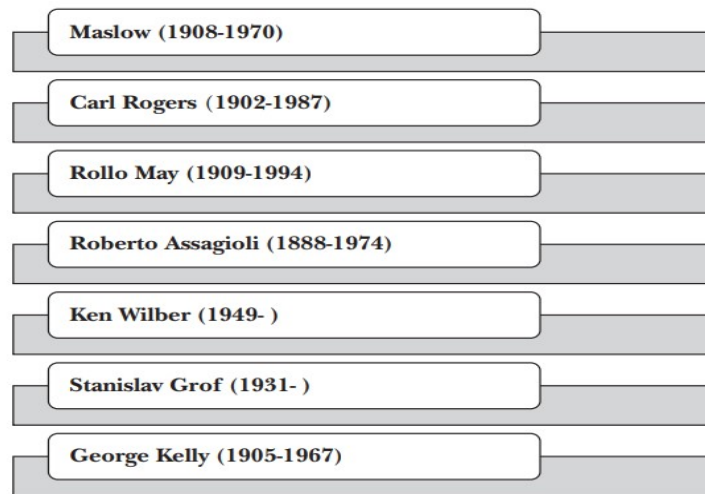 Maslow (1908-1970)
Carl Rogers (1902-1987)
Rollo May (1909-1994)
Roberto Assagioli (1888-1974)
Ken Wilber (1949- )
Stanislav Grof (1931- )
George Kelly (1905-1967)